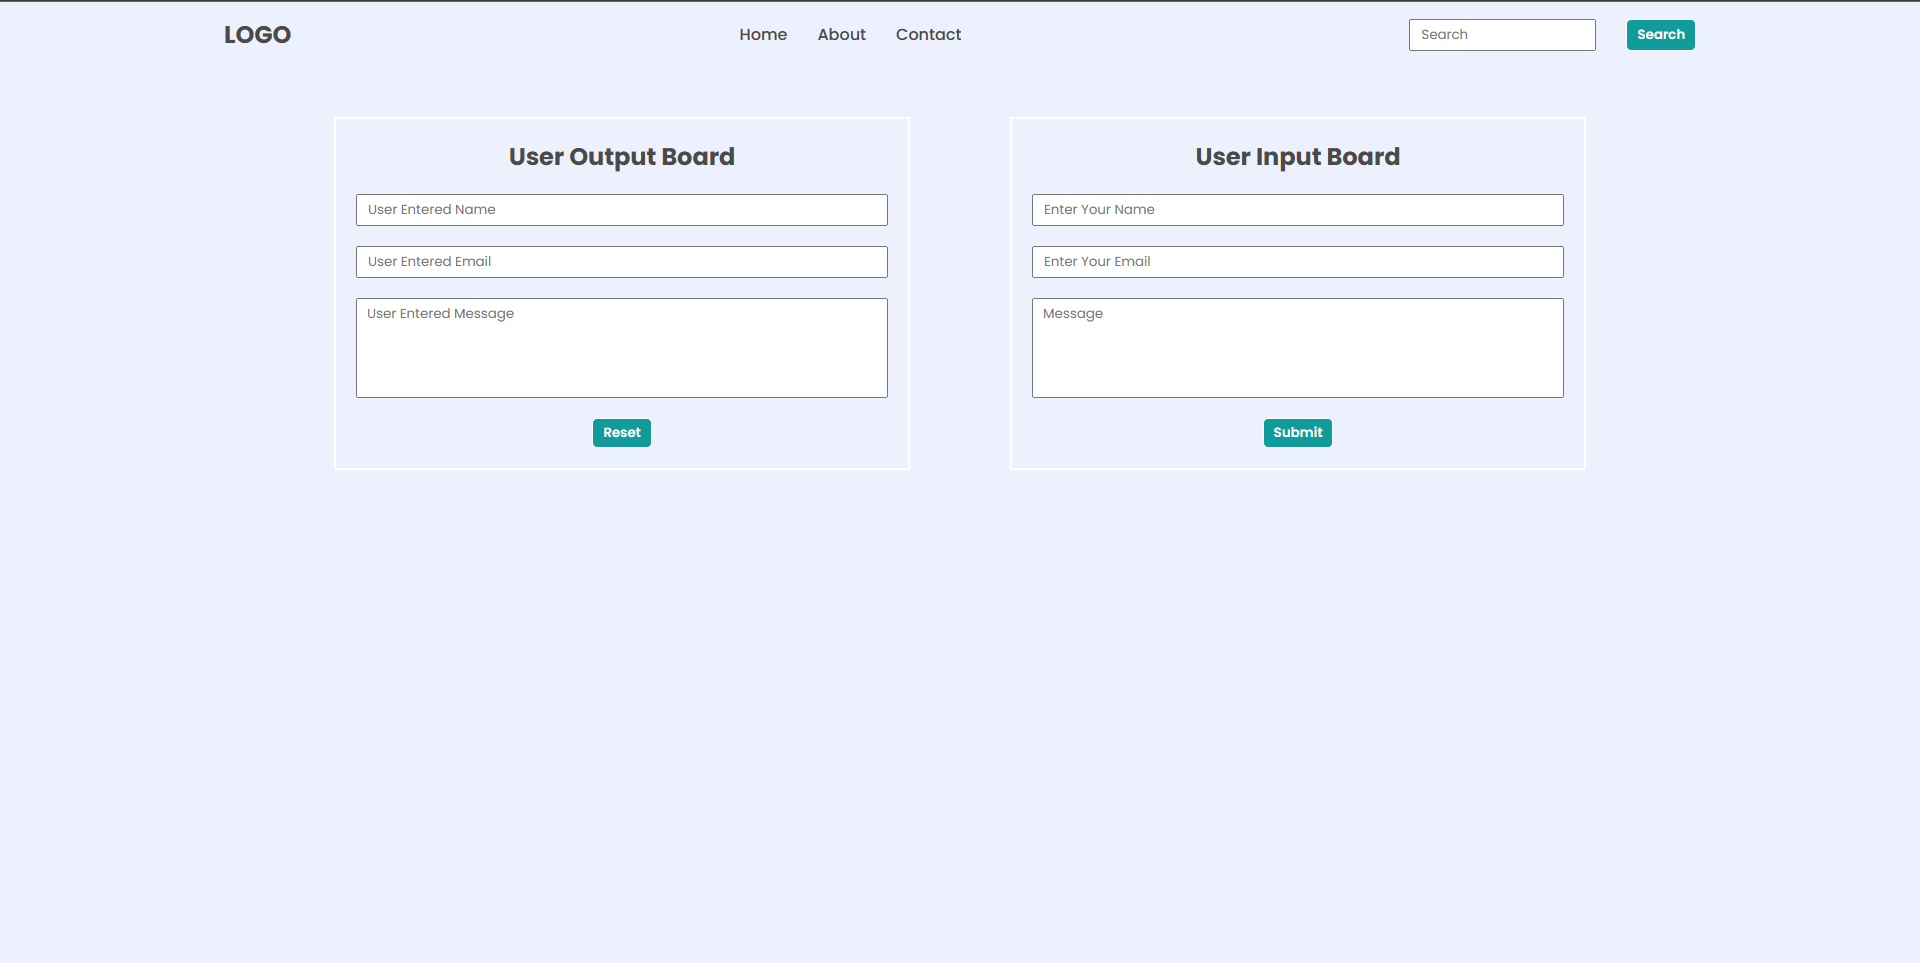 LOGO
Home About Contact
Search
Search
User Output Board
User Entered Name
User Entered Email
User Entered Message
Reset
User Input Board
Enter Your Name
Enter Your Email
Message
Submit